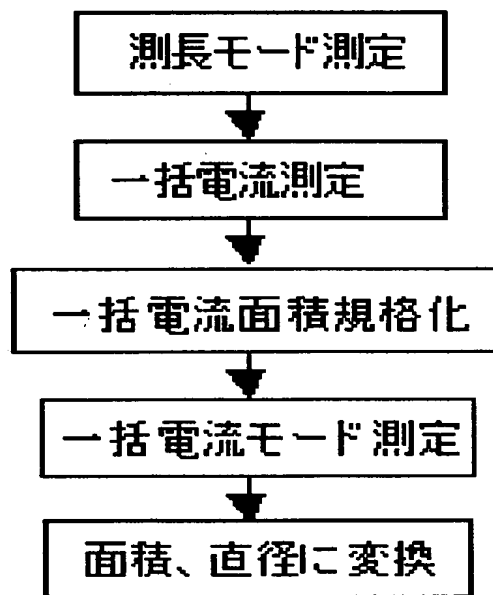 測長モード測定
一括電流測定
一括電流面積規格化
一括電流モード測定
面積、直径に変換